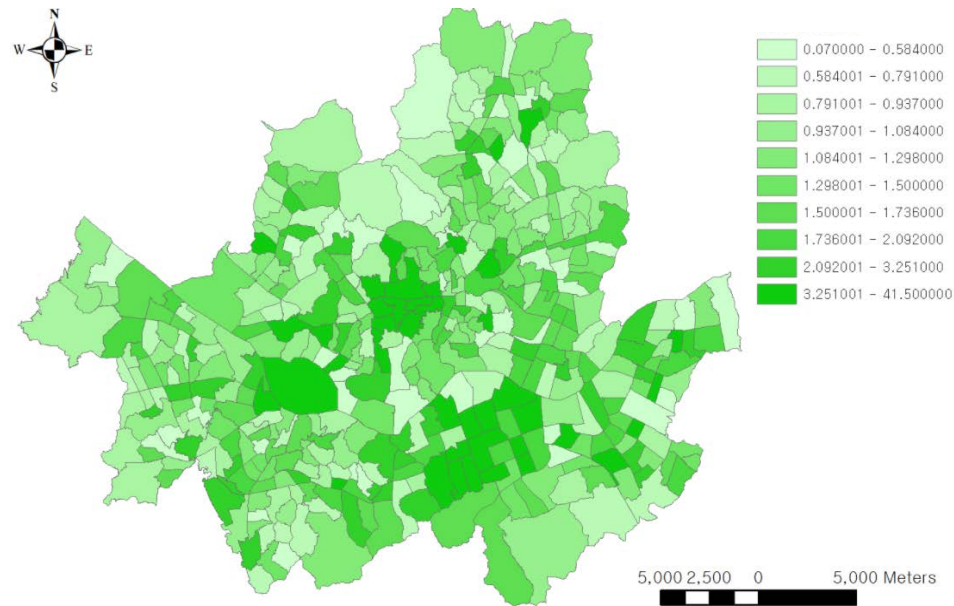 N
W E
S
0.070000 - 0.584000
0.584001 - 0.791000
0.791001 - 0.937000
0.937001 - 1.084000
1.084001 - 1.298000
1.298001 - 1.500000
1.500001 - 1.736000
1.736001 - 2.092000
2.092001 - 3.251000
3.251001 - 41.500000
5,000 2,500 0 5,000 Meters